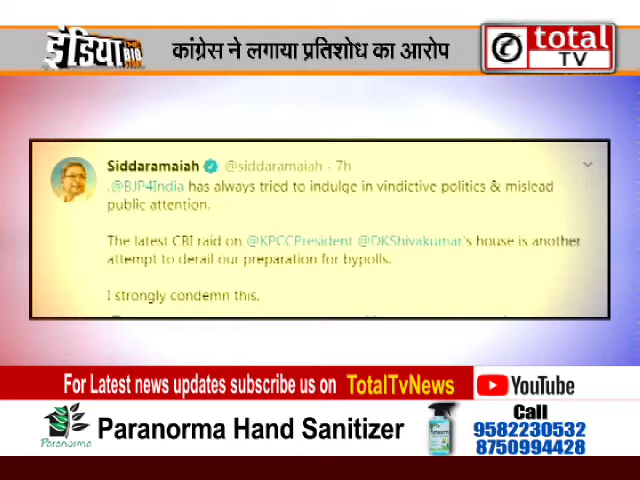 इंडिया
THE
BIG
कांग्रेस ने लगाया प्रतिशोध का आरोप
total
TV
Siddaramaiah @siddaramaiah · 7h
.@BJP4India has always tried to indulge in vindictive politics & mislead
public attention.
The latest CBI raid on @KPCCPresident @DKShivakumar's house is another
attempt to derail our preparation for bypolls.
I strongly condemn this.
For Latest news updates subscribe us on TotalTvNews
YouTube
Paranorma
Paranorma Hand Sanitizer
Call
9582230532
8750994428